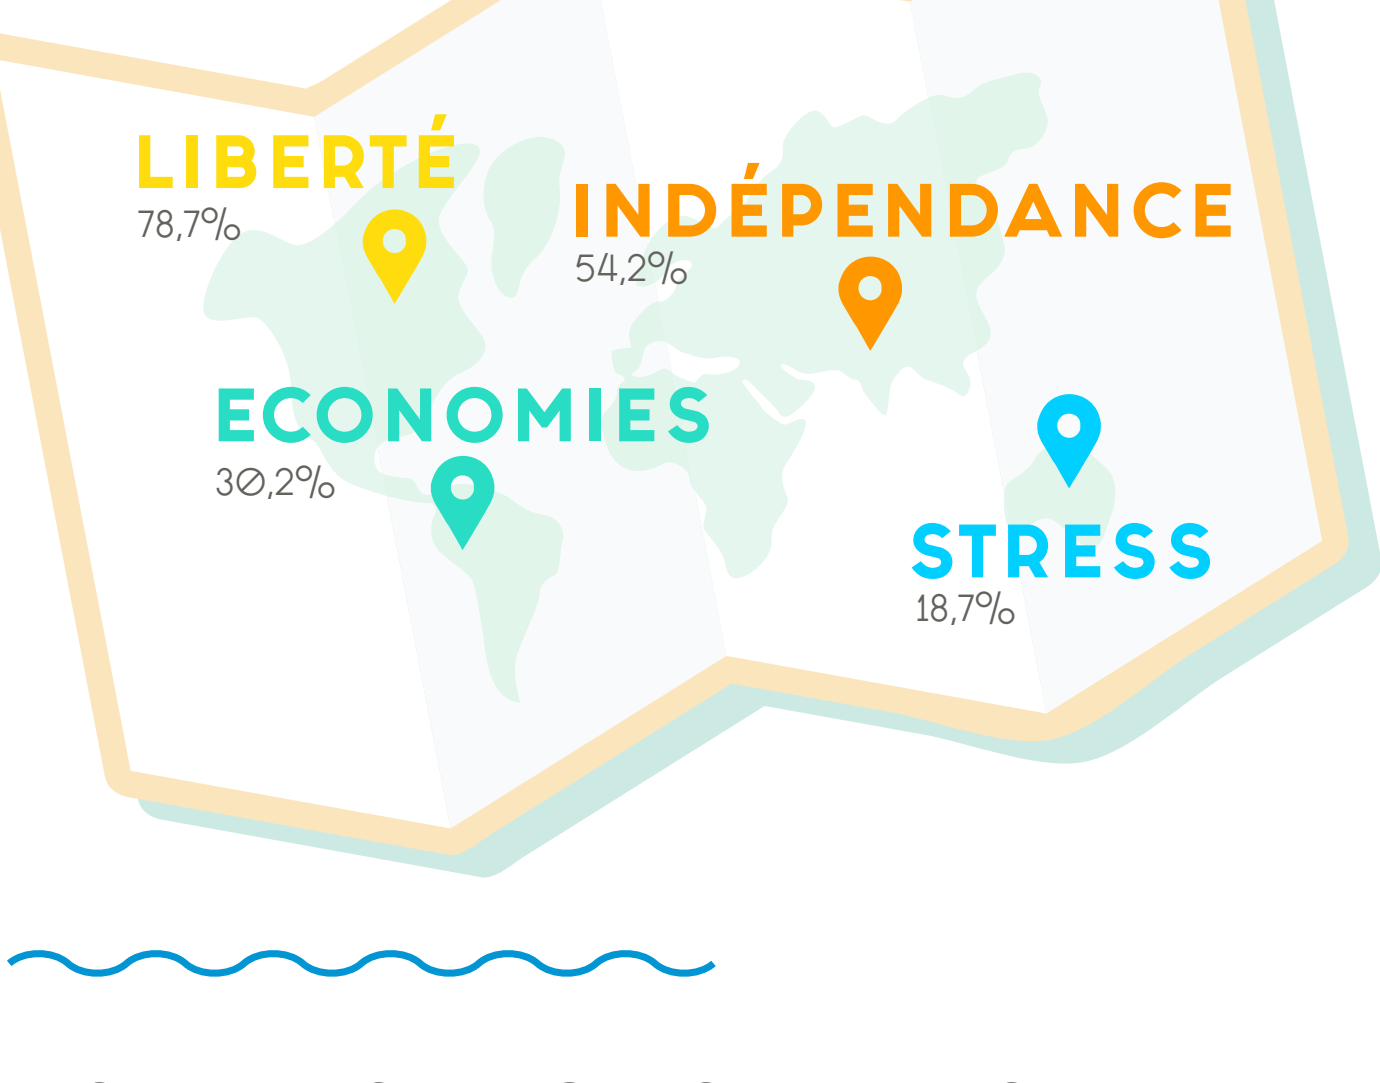 LIBERTÉ
78,7%
INDÉPENDANCE
54,2%
ECONOMIES
30,2%
STRESS
18,7%